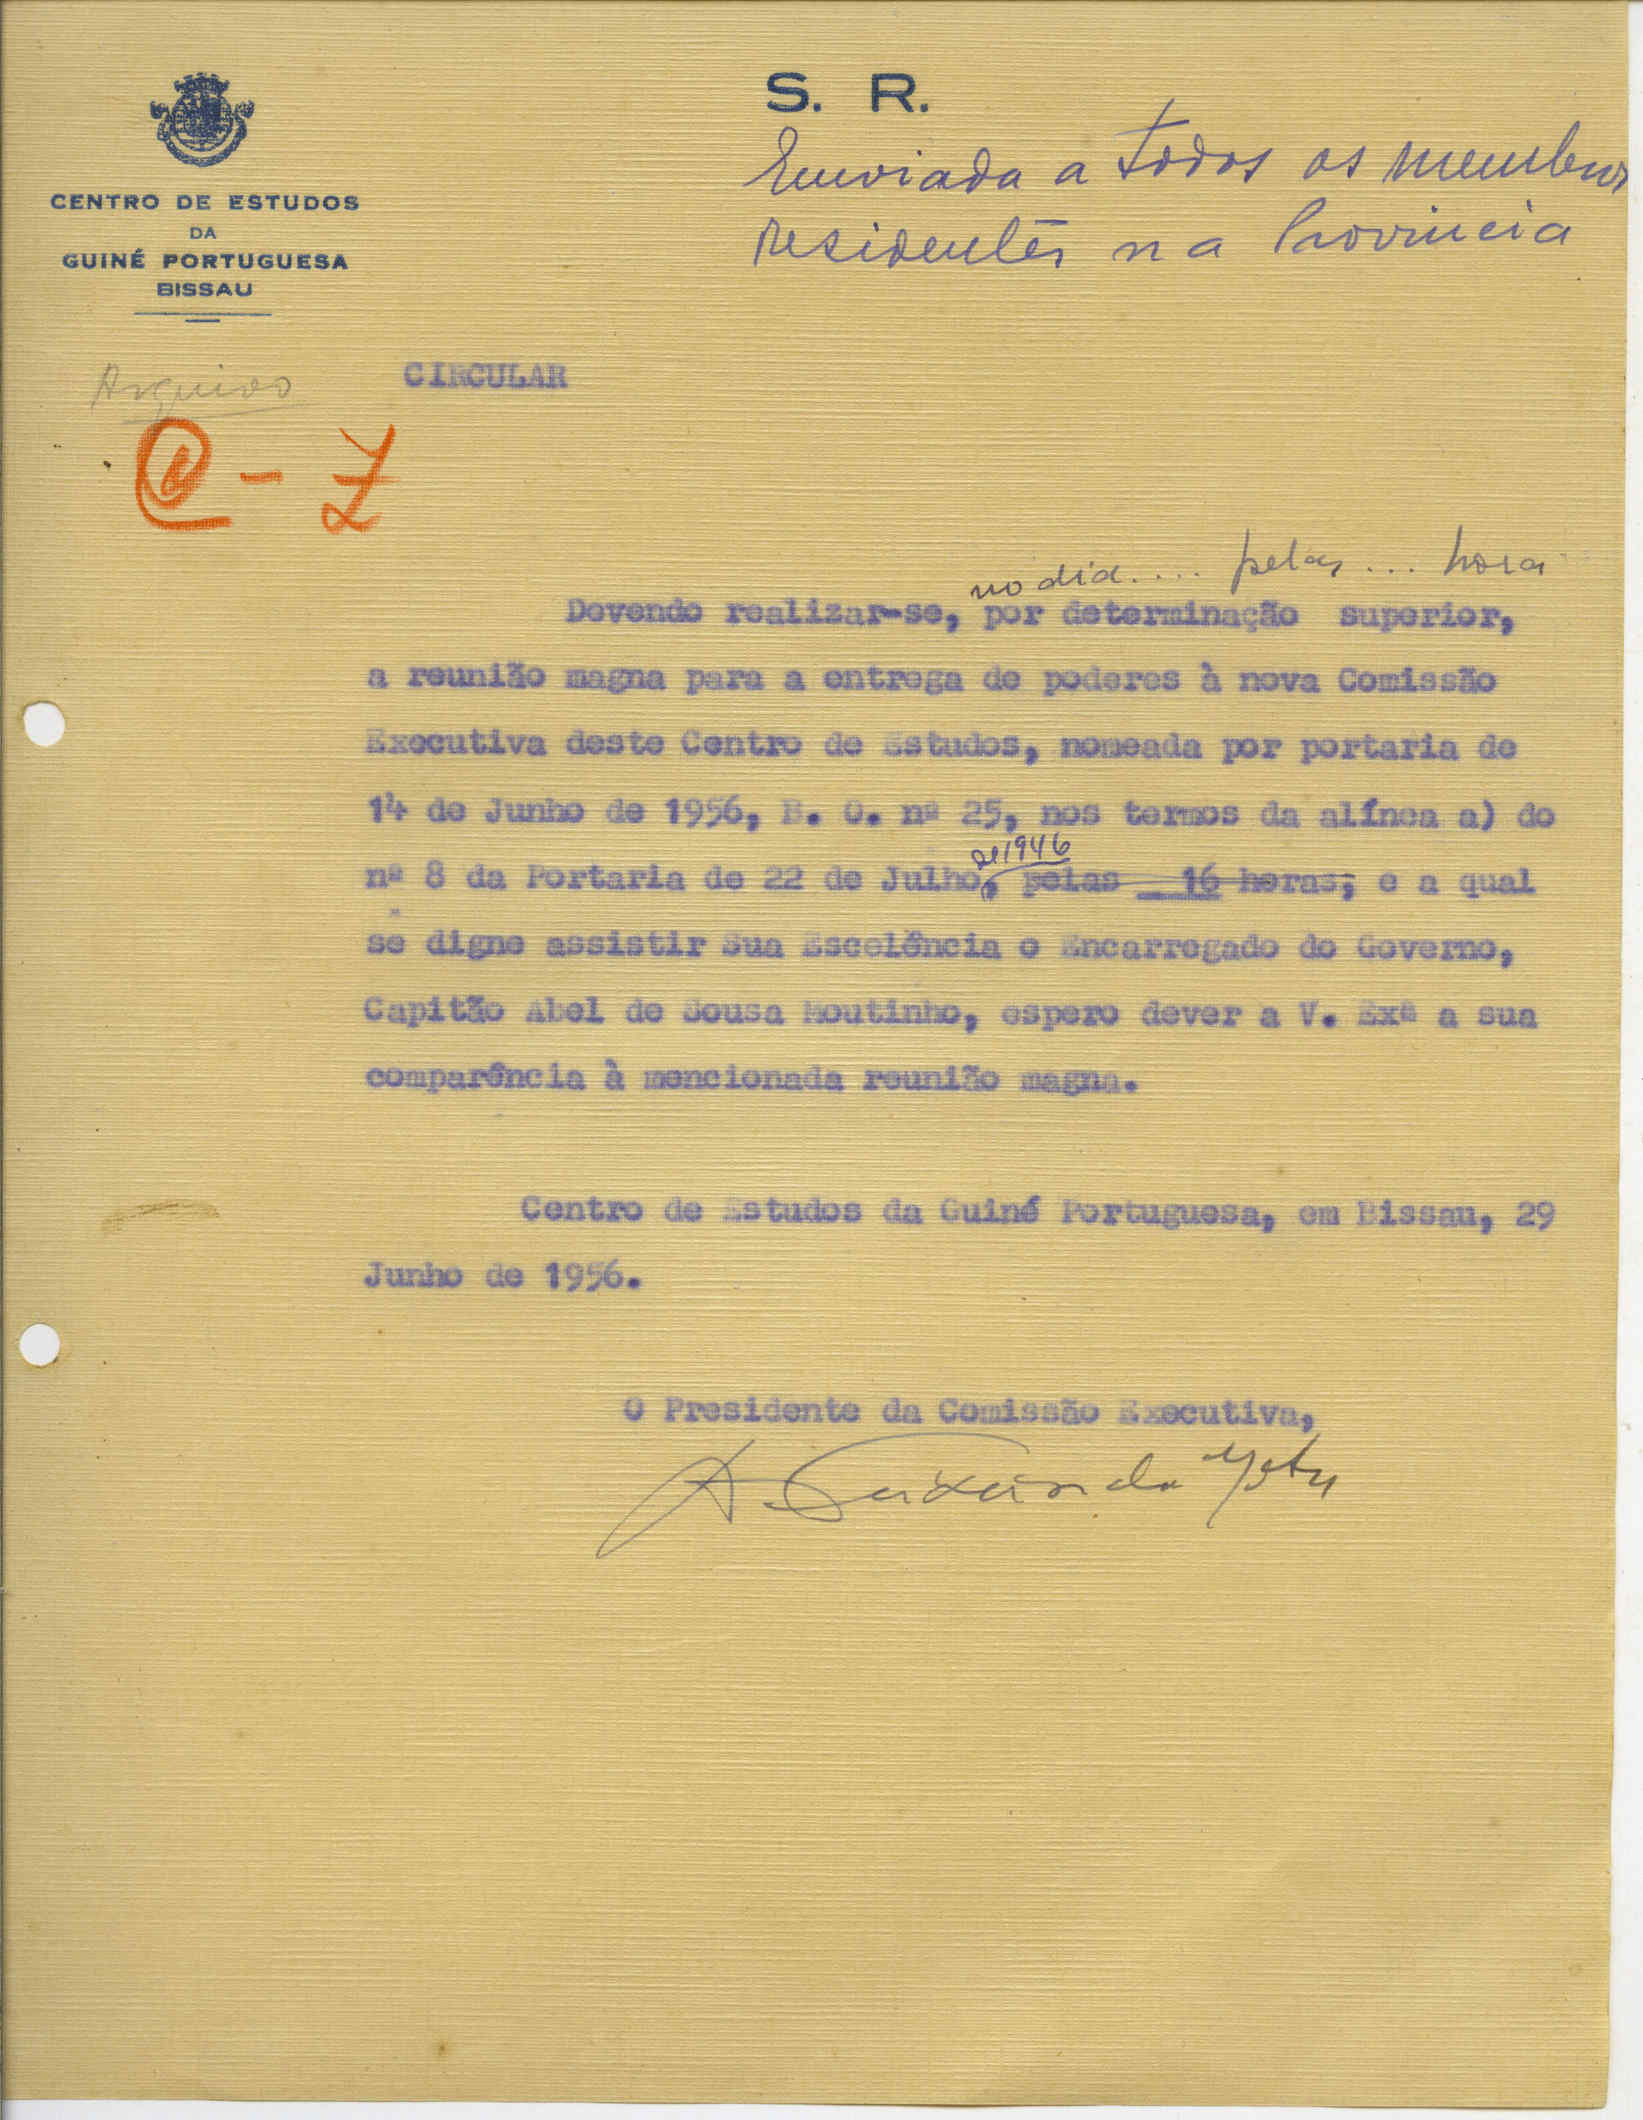 S. R.
Enviada a todos os membros
residentes na Provincia
CENTRO DE ESTUDOS
DA
GUINÉ PORTUGUESA
BISSAU
Arquivo
CIRCULAR
no dia.... pelas ... horas
Devendo realizar-se, por determinação superior,
a reunião magna para a entrega de poderes à nova Comissão
Executiva deste Centro de Estudos, nomeada por portaria de
14 de Junho de 1956, B. O. nº 25, nos termos da alínea a) do
de 1946
nº 8 da Portaria de 22 de Julho, pelas 16 horas, e a qual
se digne assistir Sua Escelência o Encarregado do Governo,
Capitão Abel de Sousa Moutinho, espero dever a V. Exª a sua
comparência à mencionada reunião magna.
Centro de Estudos da Guiné Portuguesa, em Bissau, 29
Junho de 1956.
O Presidente da Comissão Executiva,